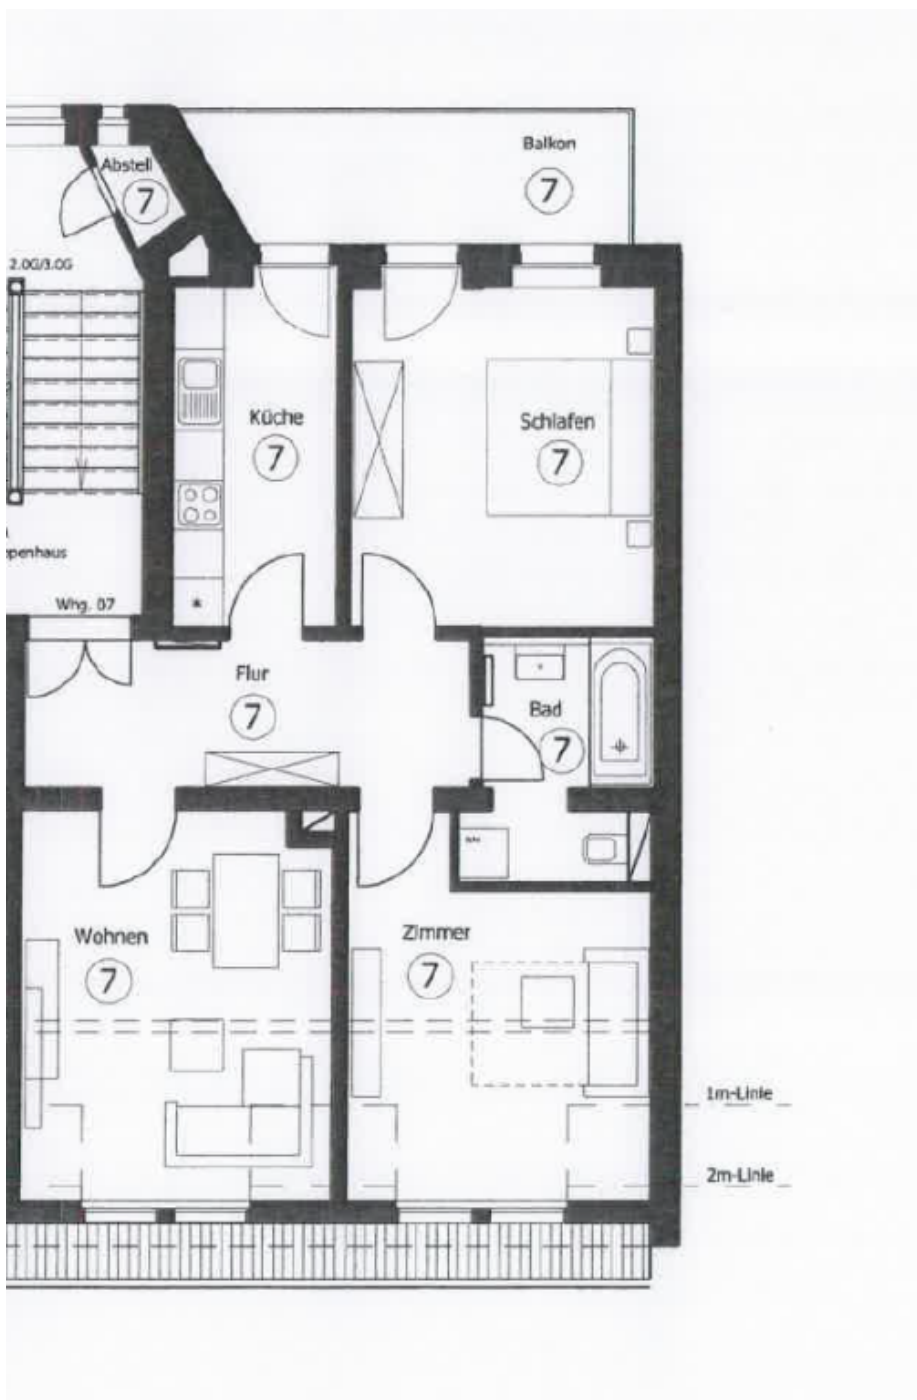 Balkon
7
Abstell
7
2.OG/3.OG
Küche
7
Schlafen
7
epenhaus
Whg. 07
Flur
7
Bad
7
Wohnen
7
Zimmer
7
1m-Linie
2m-Linie